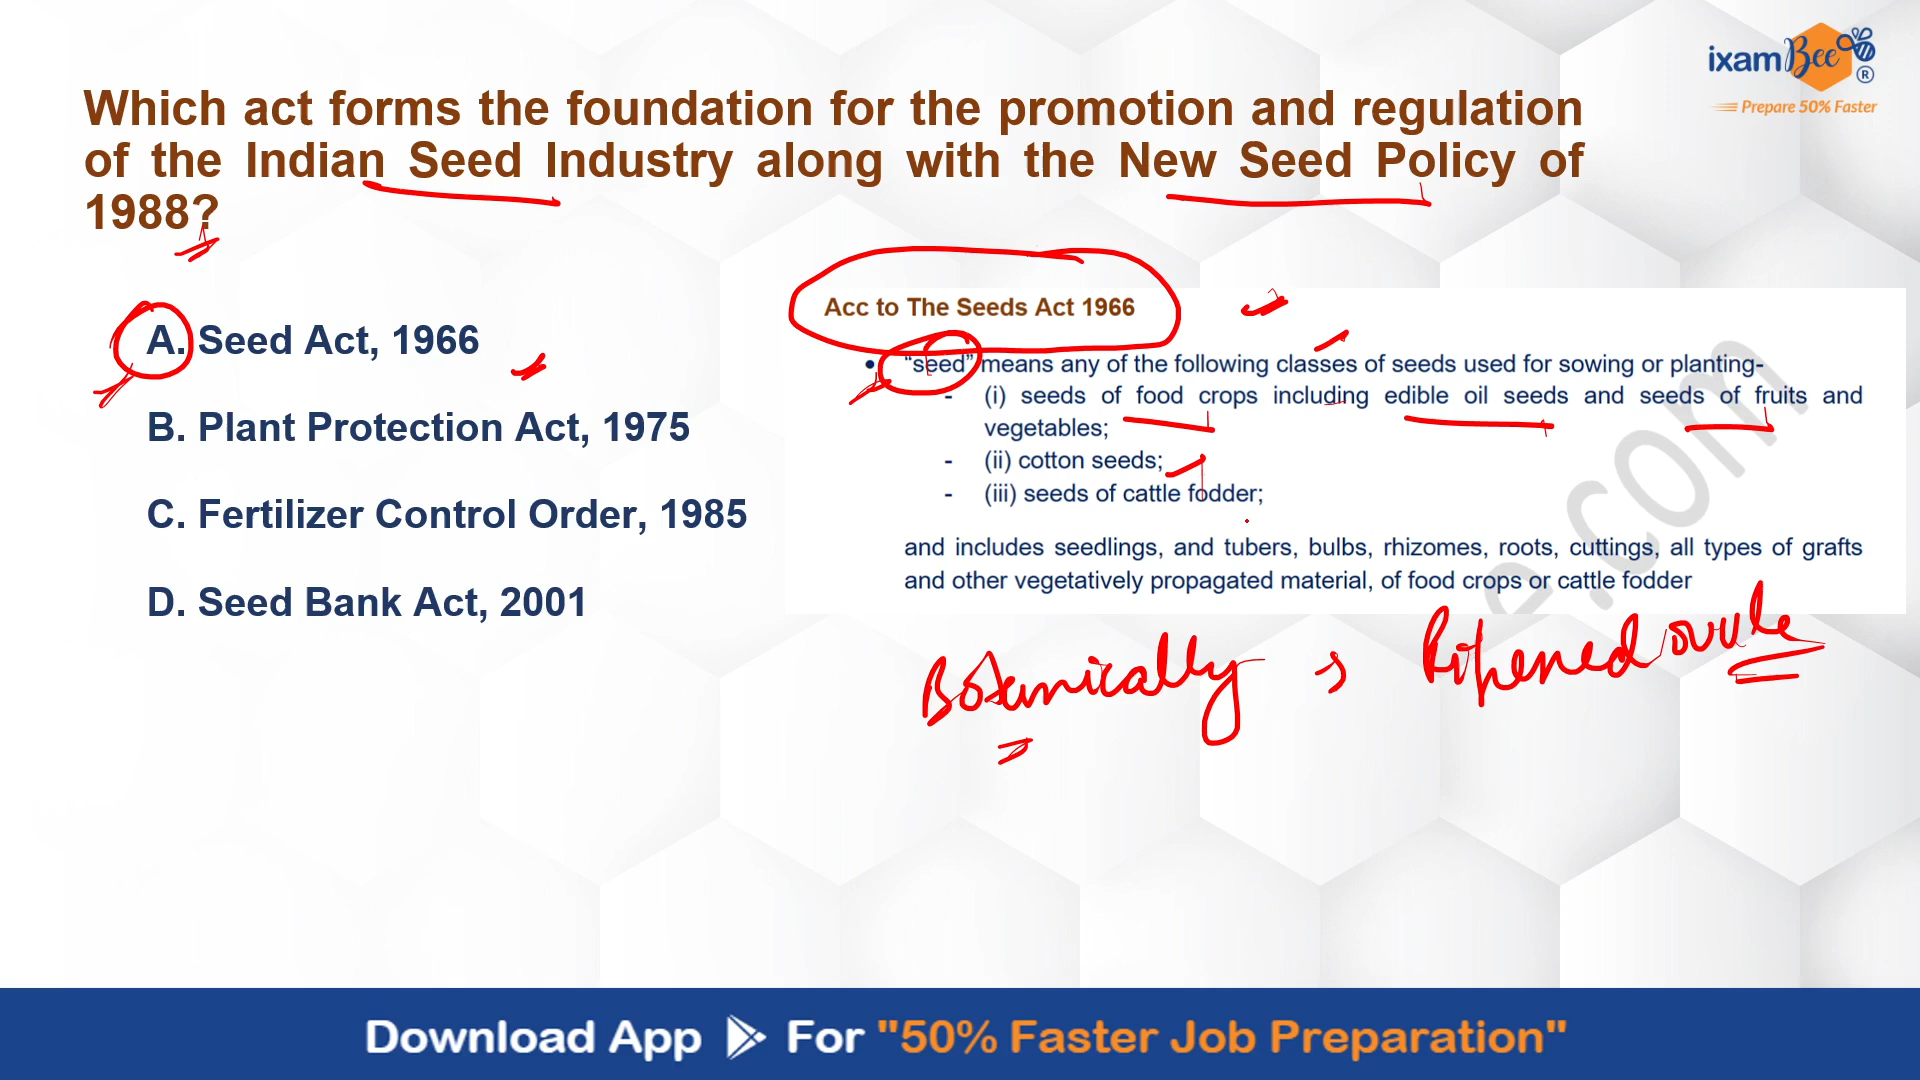 ixamBee®
Prepare 50% Faster
Which act forms the foundation for the promotion and regulation
of the Indian Seed Industry along with the New Seed Policy of
1988?
A. Seed Act, 1966
B. Plant Protection Act, 1975
C. Fertilizer Control Order, 1985
D. Seed Bank Act, 2001
Acc to The Seeds Act 1966
• "seed" means any of the following classes of seeds used for sowing or planting-
- (i) seeds of food crops including edible oil seeds and seeds of fruits and
vegetables;
- (ii) cotton seeds;
- (iii) seeds of cattle fodder;
and includes seedlings, and tubers, bulbs, rhizomes, roots, cuttings, all types of grafts
and other vegetatively propagated material, of food crops or cattle fodder
e.com
Botanically → Ripened ovule
Download App For "50% Faster Job Preparation"